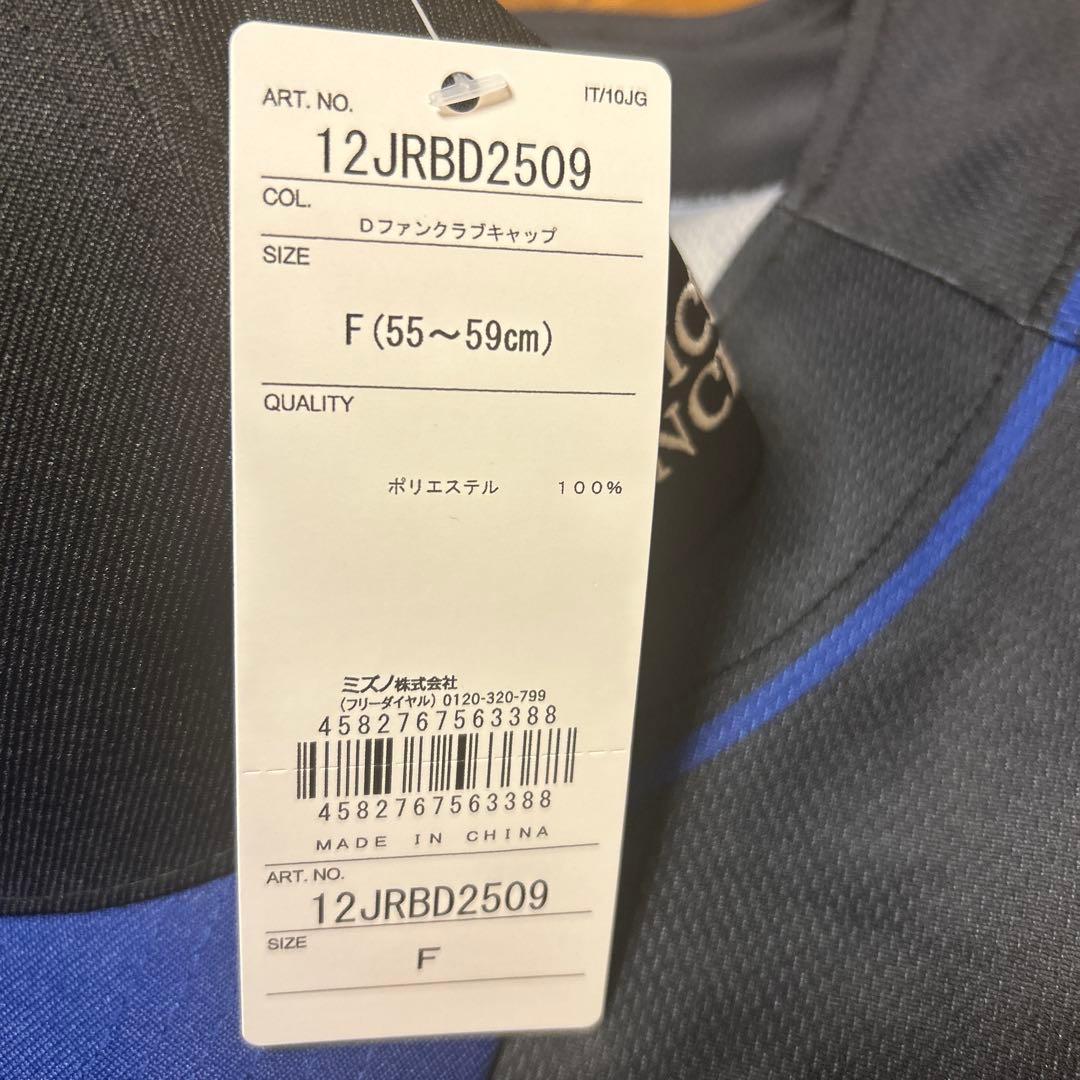 ART. NO.
IT/10JG
12JRBD2509
COL.
Dファンクラブキャップ
SIZE
F(55～59cm)
QUALITY
ポリエステル 100%
ミズノ株式会社
(フリーダイヤル) 0120-320-799
4582767563388
4582767563388
MADE IN CHINA
ART. NO.
12JRBD2509
SIZE
F